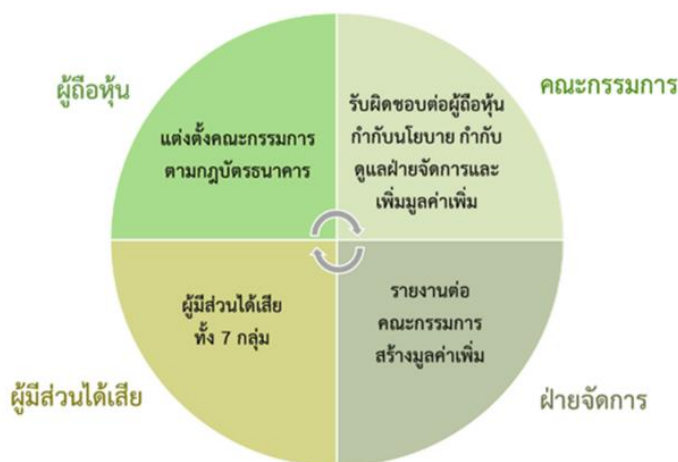 ผู้ถือหุ้น
แต่งตั้งคณะกรรมการ
ตามกฎบัตรธนาคาร
คณะกรรมการ
รับผิดชอบต่อผู้ถือหุ้น
กำกับนโยบาย กำกับ
ดูแลฝ่ายจัดการและ
เพิ่มมูลค่าเพิ่ม
ผู้มีส่วนได้เสีย
ทั้ง 7 กลุ่ม
ผู้มีส่วนได้เสีย
รายงานต่อ
คณะกรรมการ
สร้างมูลค่าเพิ่ม
ฝ่ายจัดการ